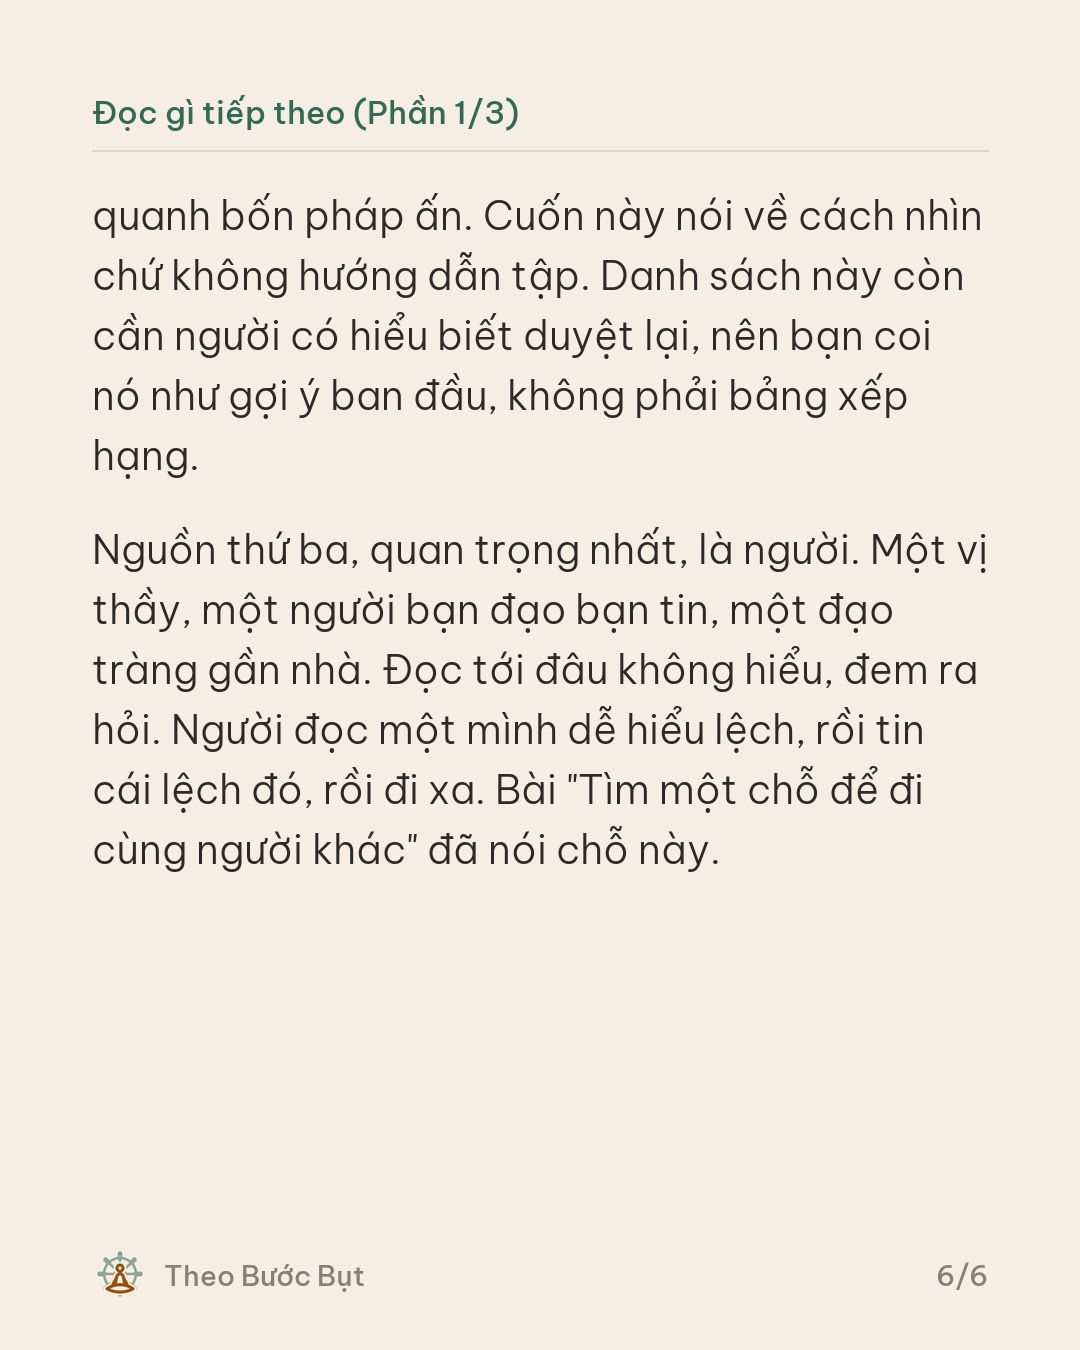 Đọc gì tiếp theo (Phần 1/3)
quanh bốn pháp ấn. Cuốn này nói về cách nhìn
chứ không hướng dẫn tập. Danh sách này còn
cần người có hiểu biết duyệt lại, nên bạn coi
nó như gợi ý ban đầu, không phải bảng xếp
hạng.
Nguồn thứ ba, quan trọng nhất, là người. Một vị
thầy, một người bạn đạo bạn tin, một đạo
tràng gần nhà. Đọc tới đâu không hiểu, đem ra
hỏi. Người đọc một mình dễ hiểu lệch, rồi tin
cái lệch đó, rồi đi xa. Bài "Tìm một chỗ để đi
cùng người khác" đã nói chỗ này.
Theo Bước Bụt
6/6